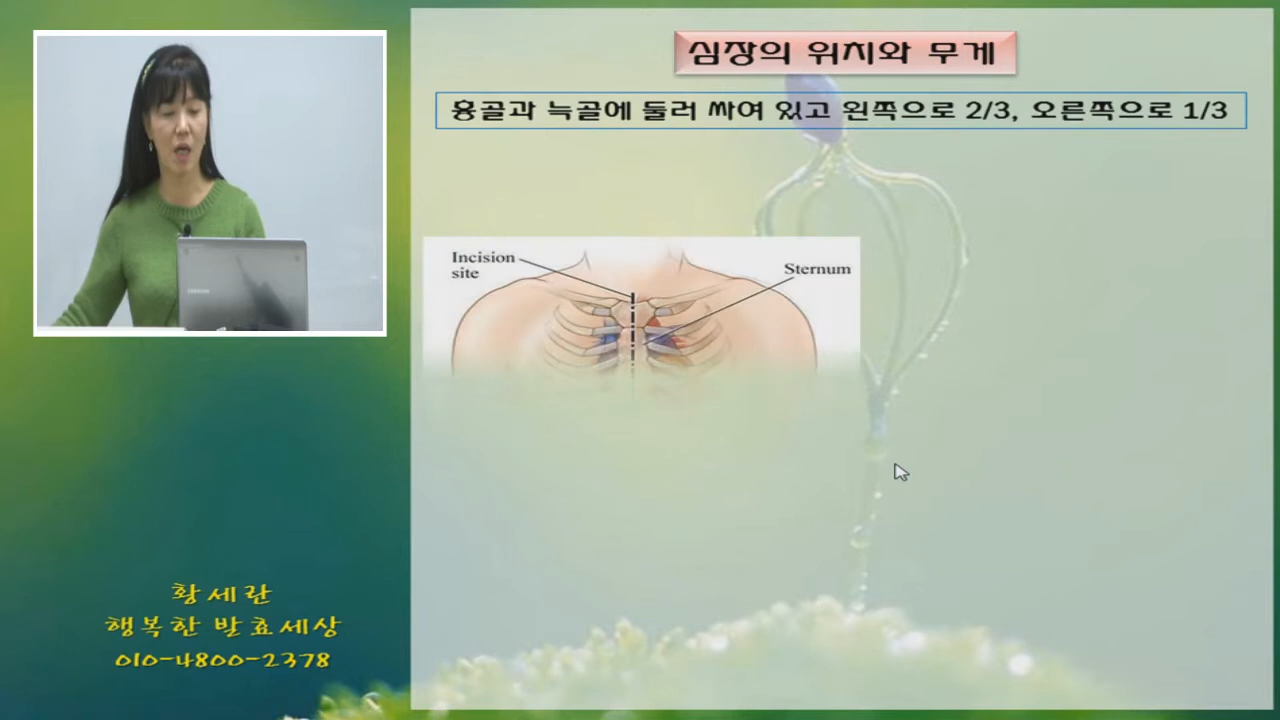 심장의 위치와 무게
흉골과 늑골에 둘러 싸여 있고 왼쪽으로 2/3, 오른쪽으로 1/3
Incision
site
Sternum
SAMSUNG
황세란
행복한 발효세상
010-4800-2378